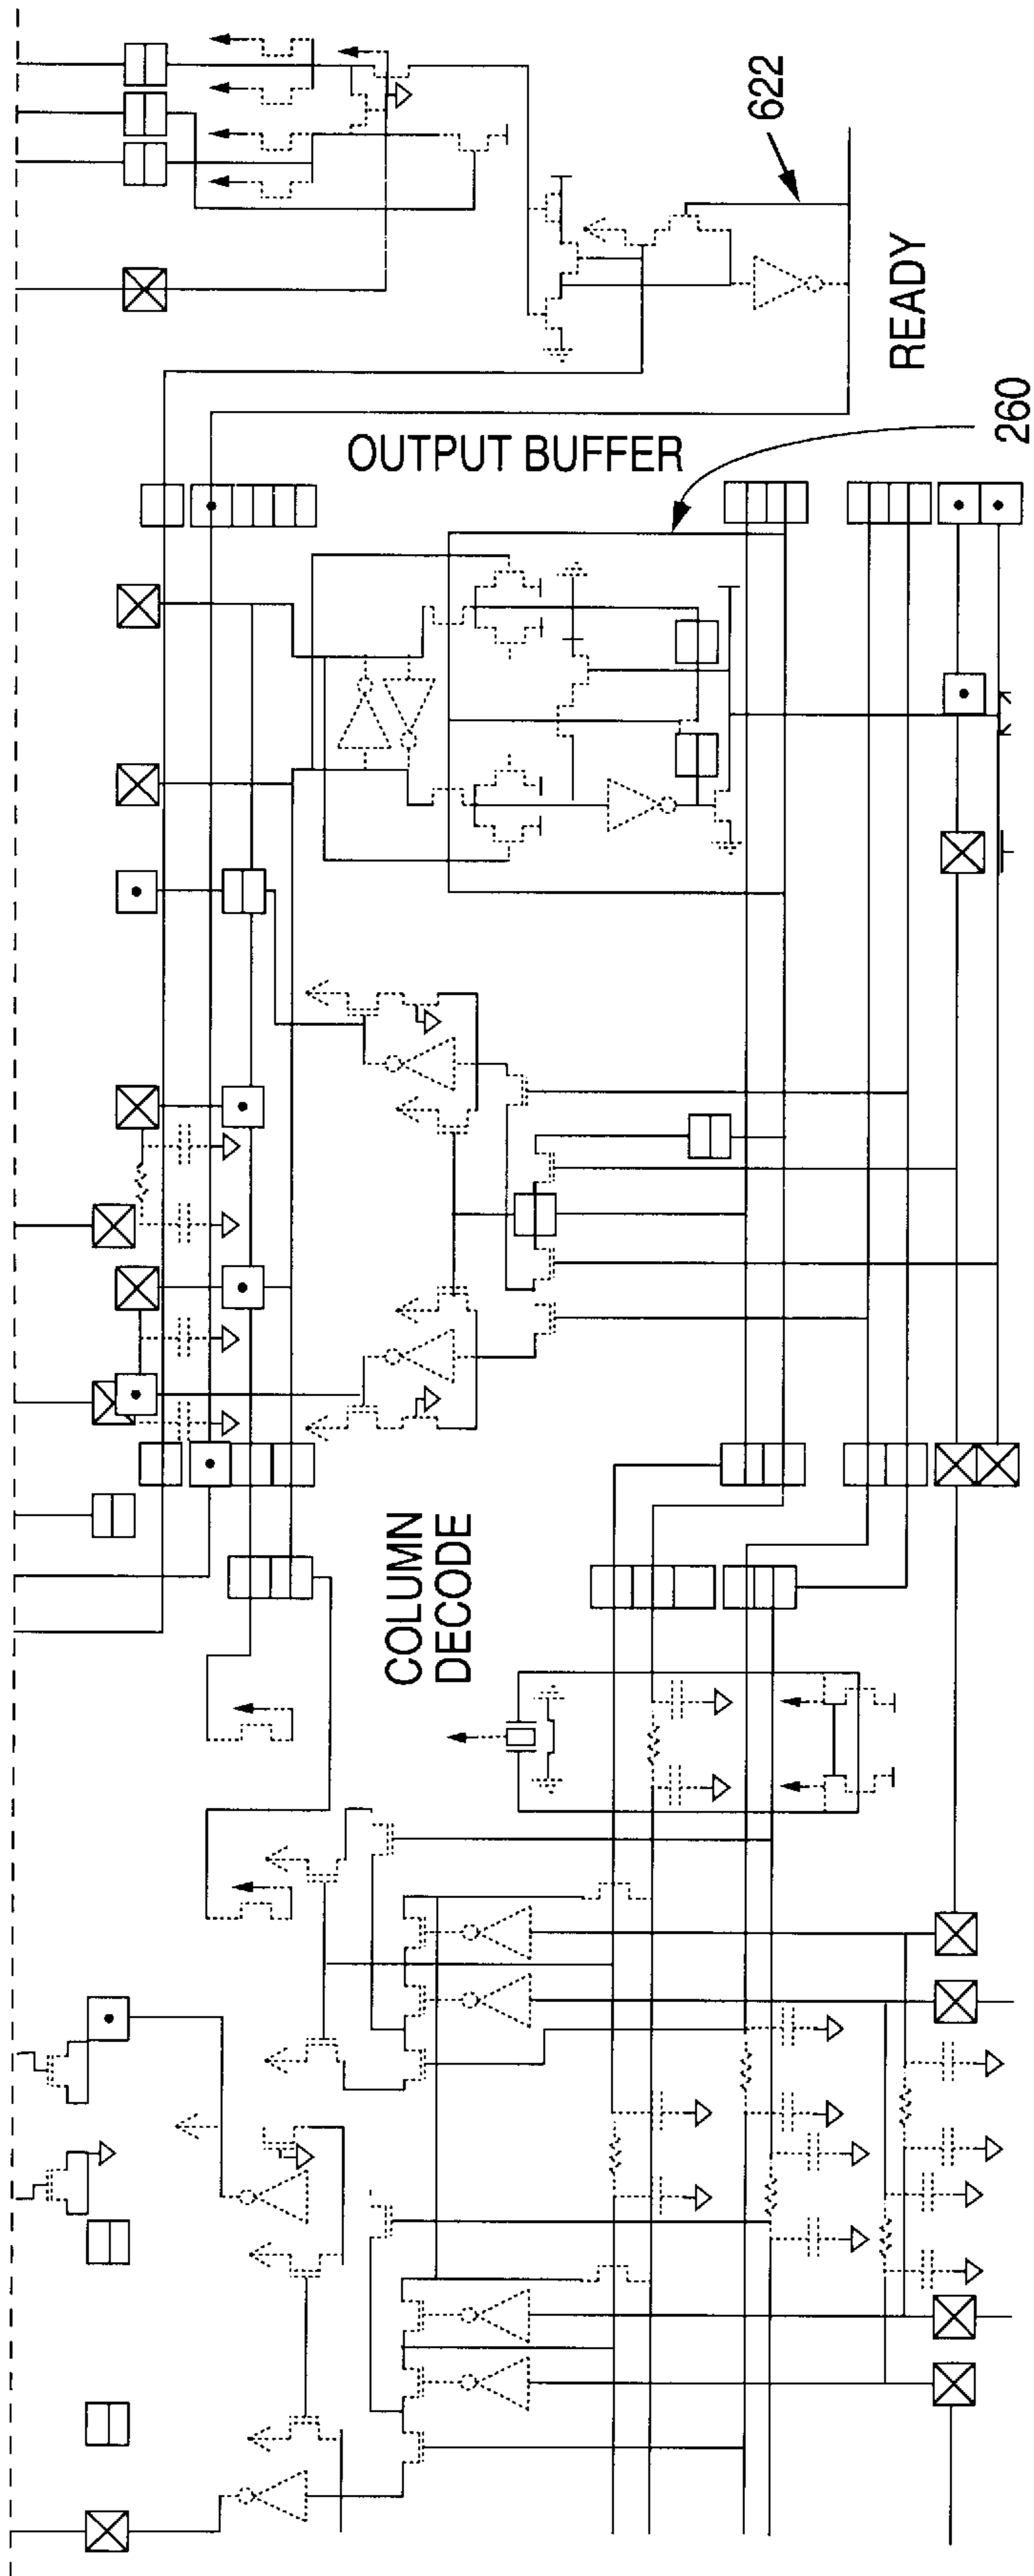 COLUMN
DECODE
OUTPUT BUFFER
260
READY
622